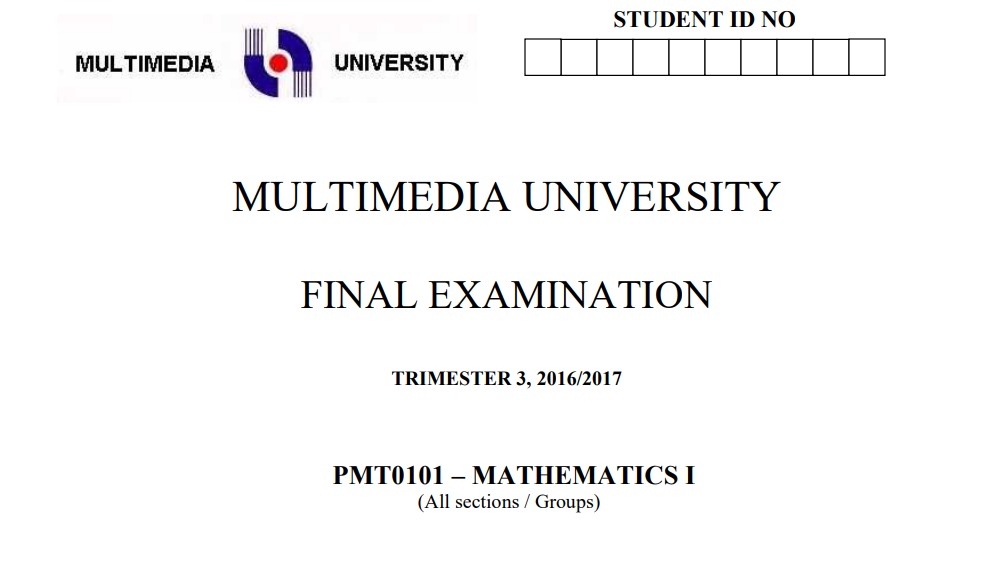 STUDENT ID NO
MULTIMEDIA UNIVERSITY
MULTIMEDIA UNIVERSITY
FINAL EXAMINATION
TRIMESTER 3, 2016/2017
PMT0101 – MATHEMATICS I
(All sections / Groups)